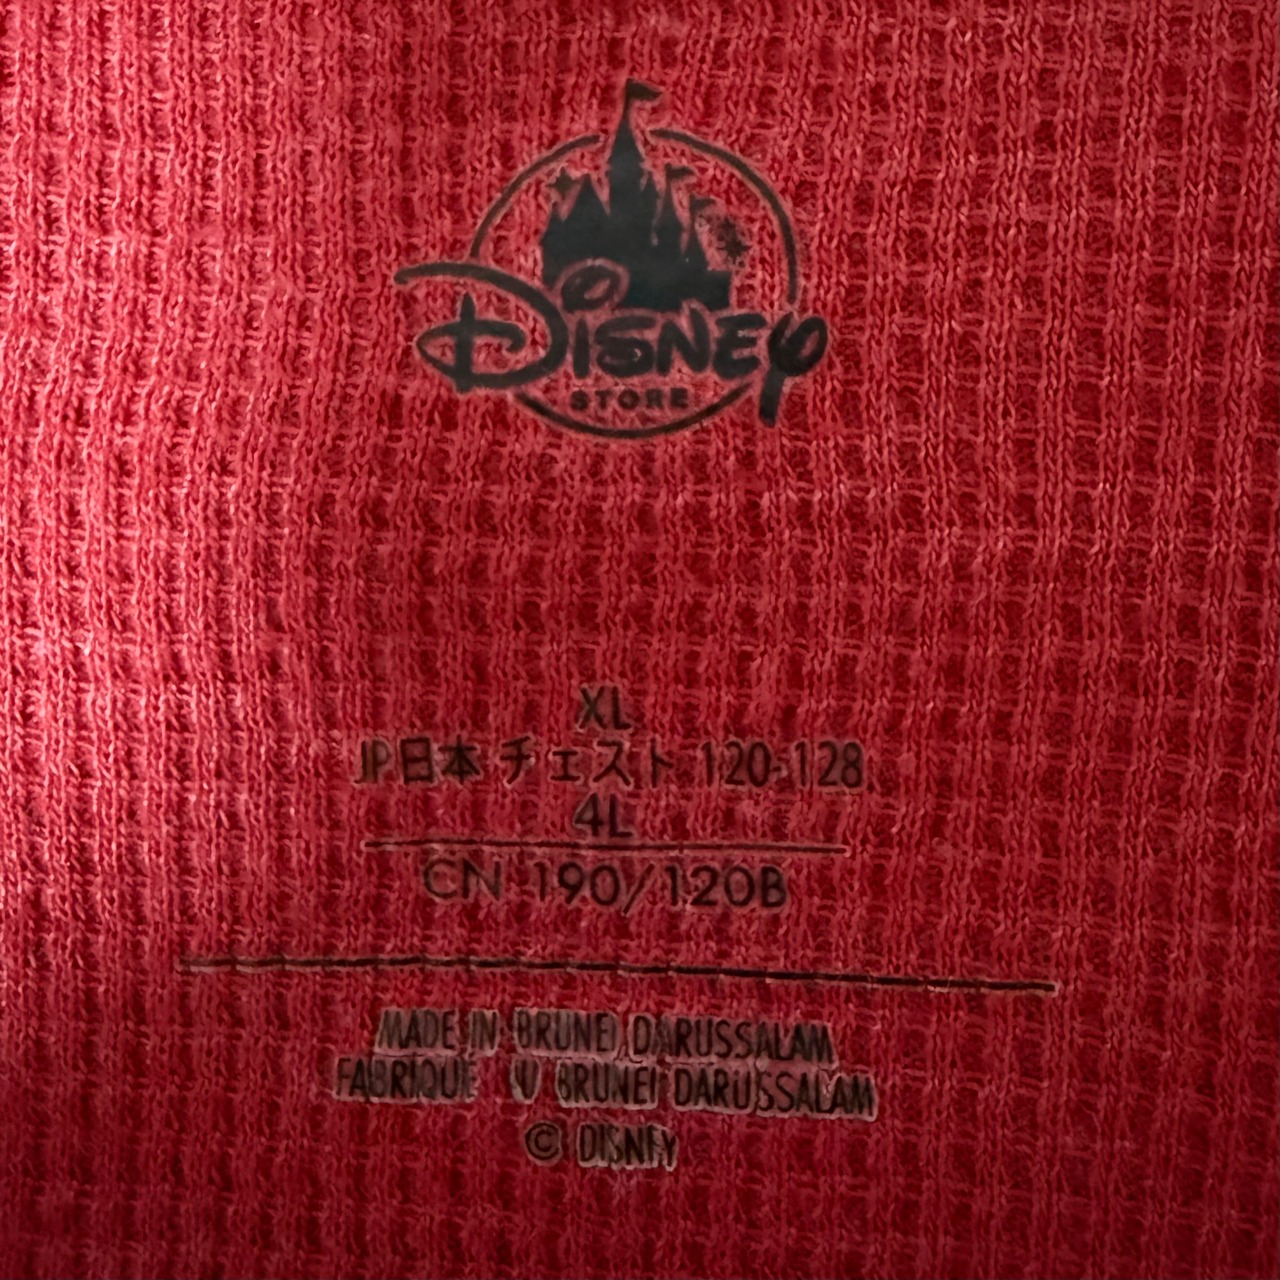 DISNEY
STORE
XL
JP日本 チェスト 120-128
4L
CN 190/120B
MADE IN BRUNEI DARUSSALAM
FABRIQUE BRUNEI DARUSSALAM
© DISNEY